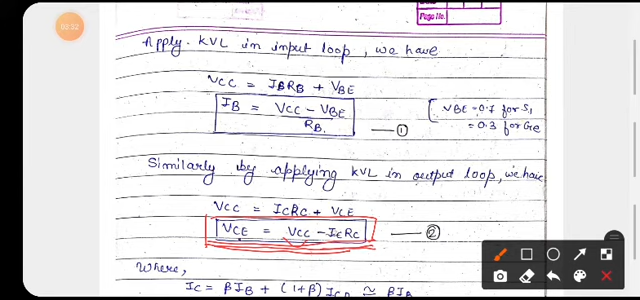 00:52
Page No.
Apply KVL in input loop, we have
VCC = IBRB + VBE
IB = VCC - VBE / RB. — ①
[ VBE = 0.7 for Si
= 0.3 for Ge
Similarly by applying KVL in output loop, we have
VCC = ICRC + VCE
VCE = VCC - ICRC — ②
Where,
IC = βIB + (1+β) ≅ βIB